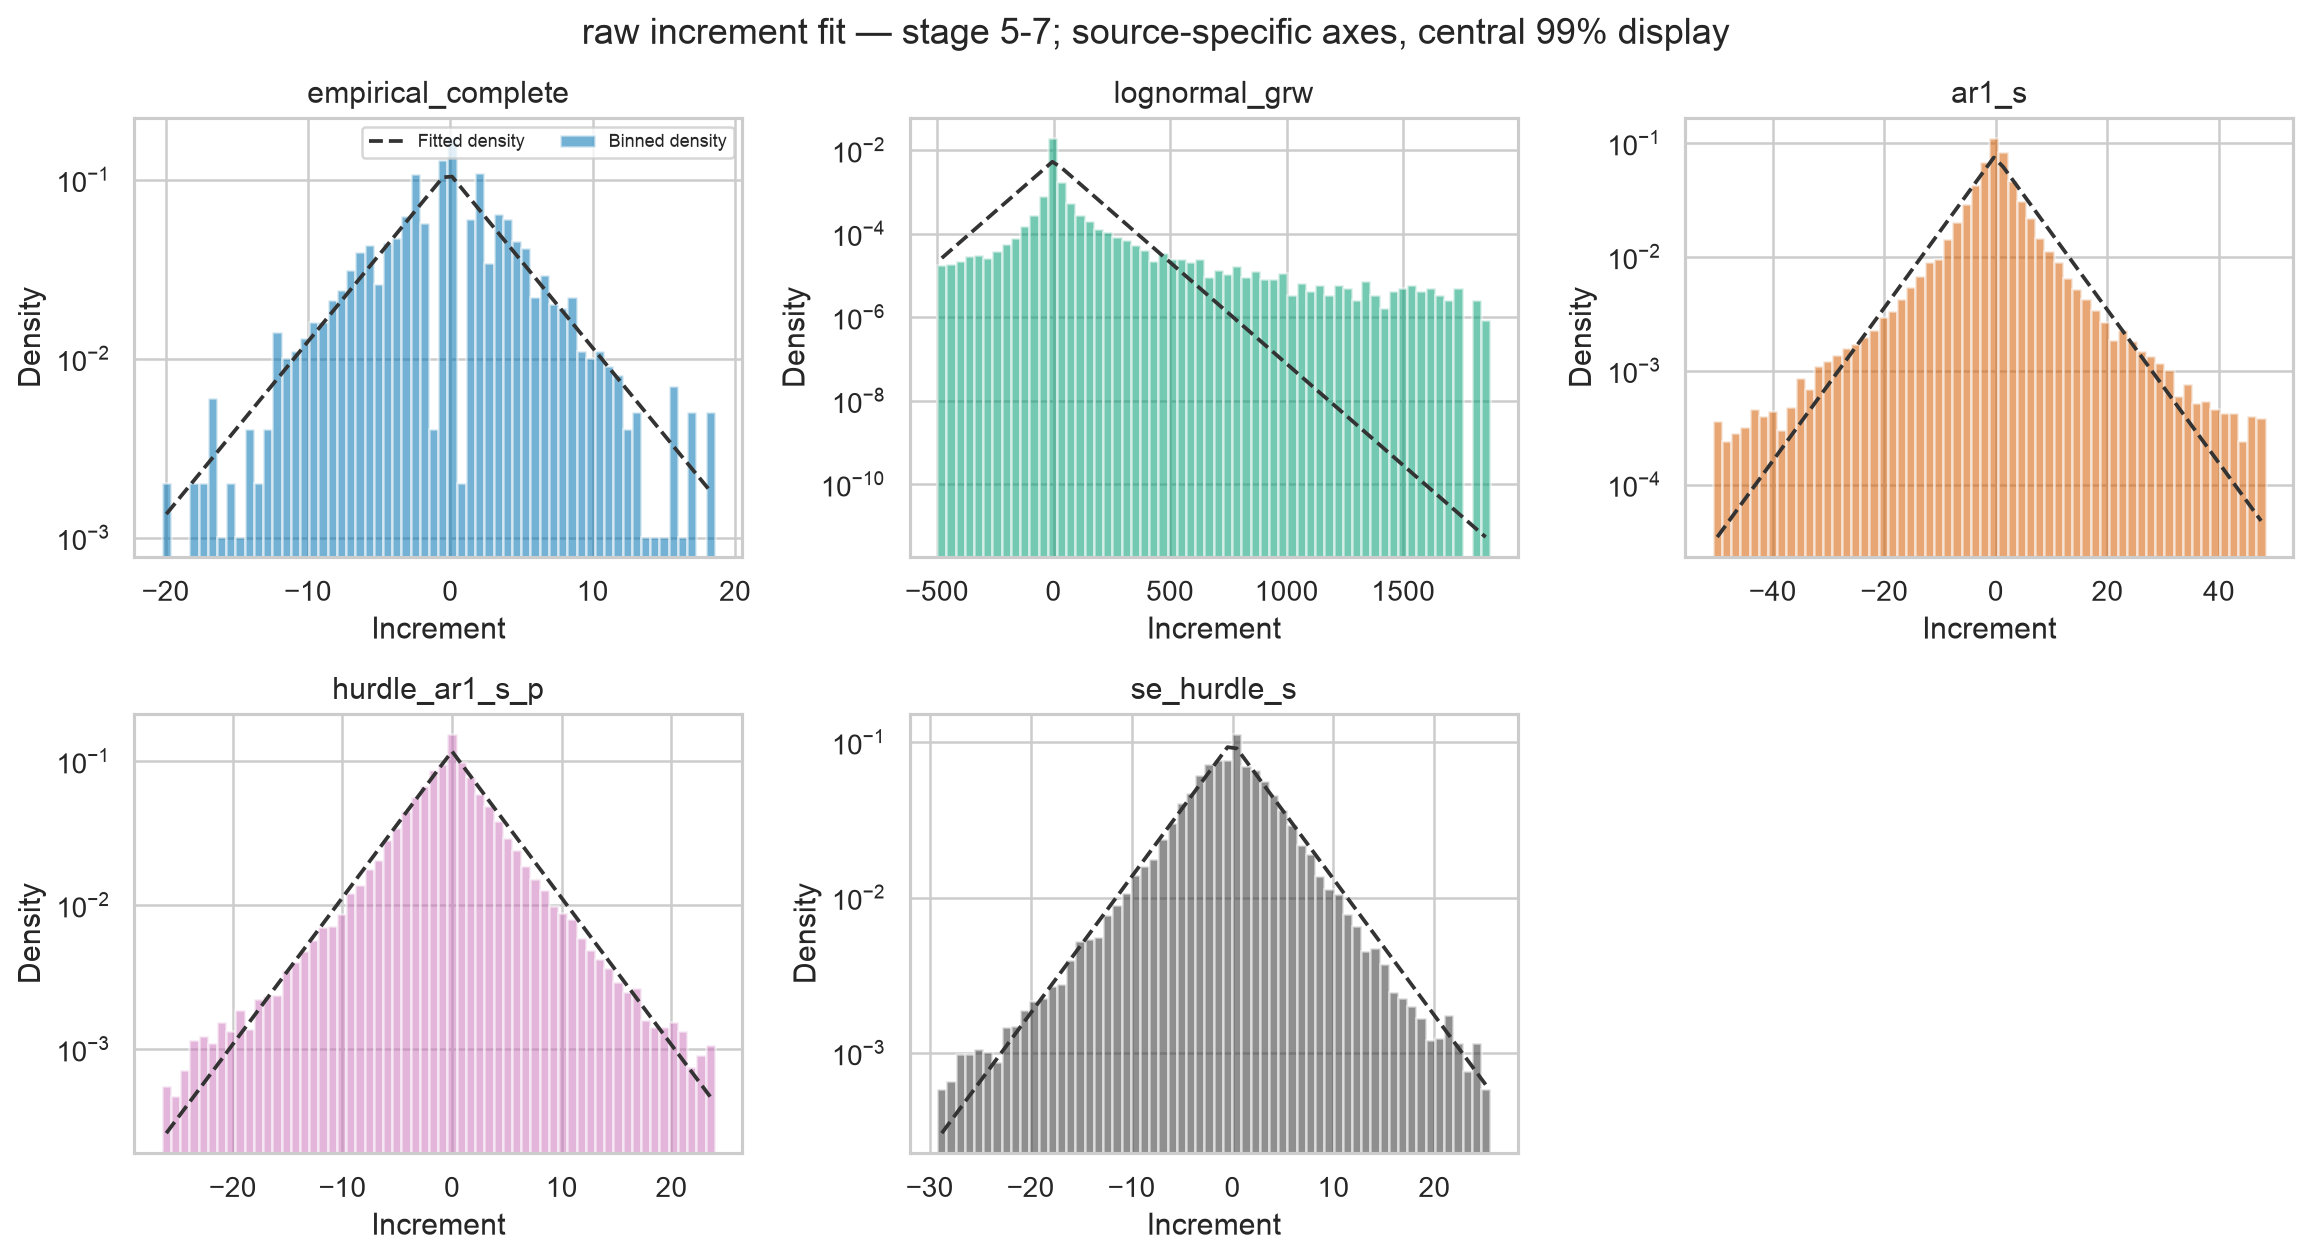 raw increment fit — stage 5-7; source-specific axes, central 99% display
empirical_complete
Fitted density
Binned density
10⁻¹
10⁻²
10⁻³
Density
−20 −10 0 10 20
Increment
lognormal_grw
10⁻²
10⁻⁴
10⁻⁶
10⁻⁸
10⁻¹⁰
Density
−500 0 500 1000 1500
Increment
ar1_s
10⁻¹
10⁻²
10⁻³
10⁻⁴
Density
−40 −20 0 20 40
Increment
hurdle_ar1_s_p
10⁻¹
10⁻²
10⁻³
Density
−20 −10 0 10 20
Increment
se_hurdle_s
10⁻¹
10⁻²
10⁻³
Density
−30 −20 −10 0 10 20
Increment